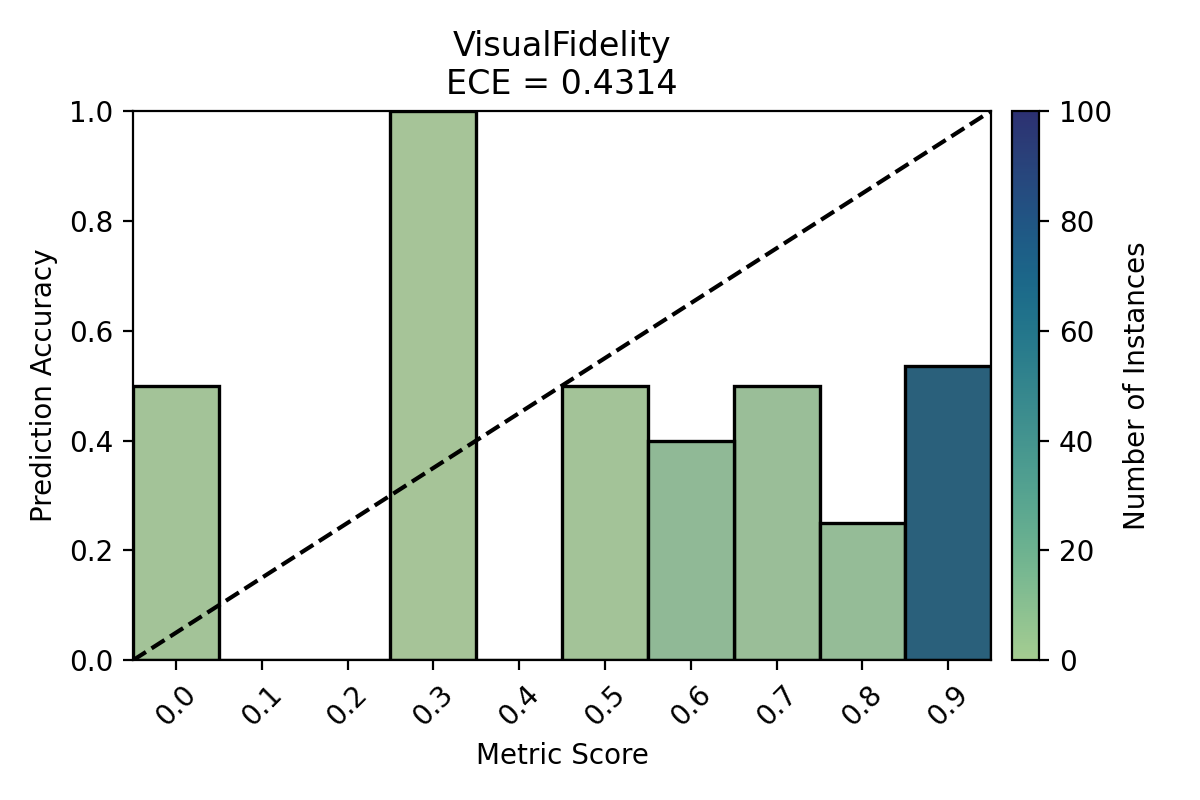 VisualFidelity
ECE = 0.4314
Prediction Accuracy
1.0
0.8
0.6
0.4
0.2
0.0
0.0 0.1 0.2 0.3 0.4 0.5 0.6 0.7 0.8 0.9
Metric Score
100
80
60
40
20
0
Number of Instances